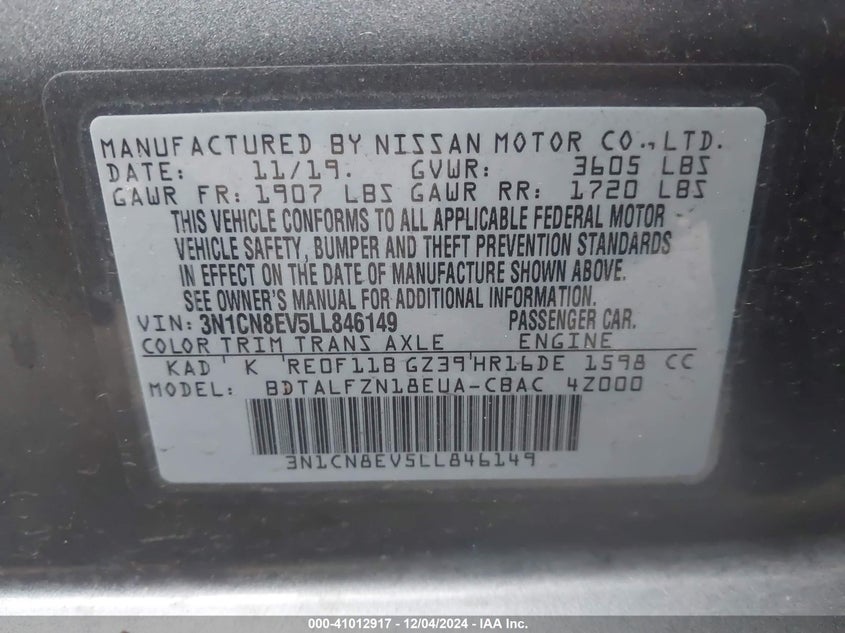 MANUFACTURED BY NISSAN MOTOR CO.,LTD.
DATE: 11/19. GVWR: 3605 LBS
GAWR FR: 1907 LBS GAWR RR: 1720 LBS
THIS VEHICLE CONFORMS TO ALL APPLICABLE FEDERAL MOTOR
VEHICLE SAFETY, BUMPER AND THEFT PREVENTION STANDARDS
IN EFFECT ON THE DATE OF MANUFACTURE SHOWN ABOVE.
SEE OWNER'S MANUAL FOR ADDITIONAL INFORMATION.
VIN: 3N1CN8EV5LL846149 PASSENGER CAR.
COLOR TRIM TRANS AXLE ENGINE
KAD K RE0F11B GZ39 HR16DE 1598 CC
MODEL: BDTALFZN18EUA-CBAC 4Z000
3N1CN8EV5LL846149
000-41012917 - 12/04/2024 - IAA Inc.